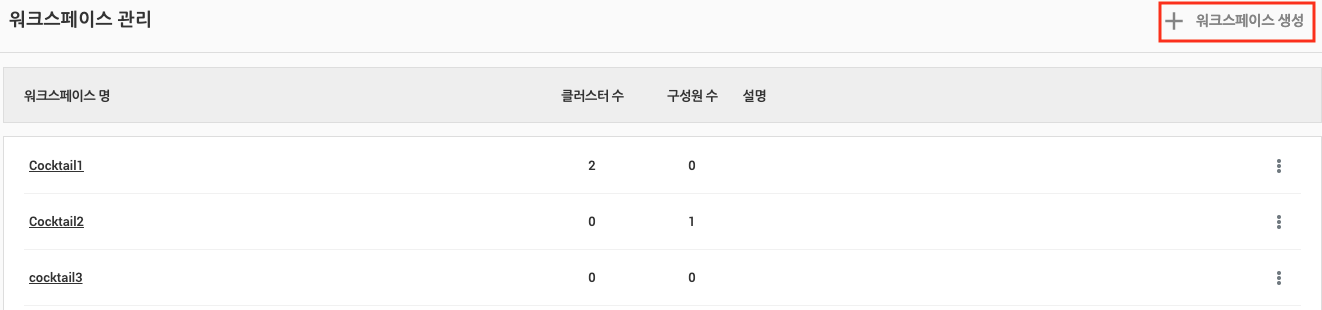 워크스페이스 관리
+ 워크스페이스 생성
워크스페이스 명 클러스터 수 구성원 수 설명
Cocktail1 2 0
Cocktail2 0 1
cocktail3 0 0